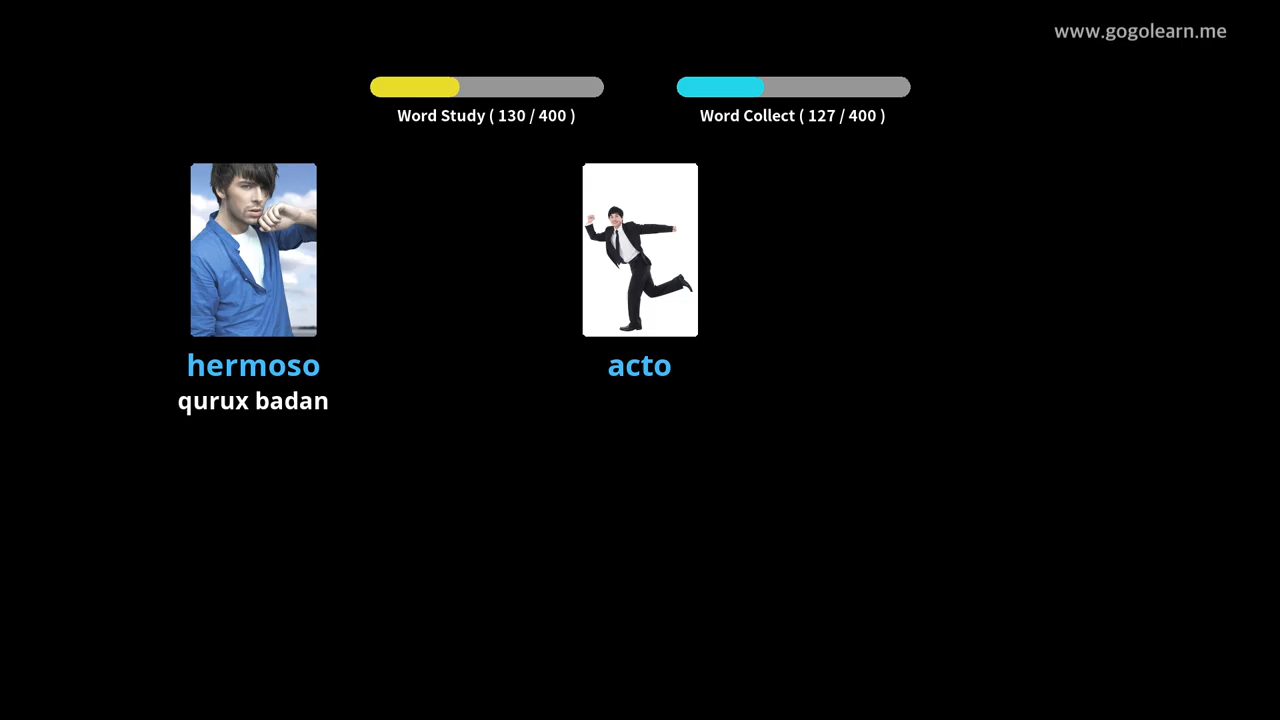 www.gogolearn.me
Word Study ( 130 / 400 )
Word Collect ( 127 / 400 )
hermoso
qurux badan
acto